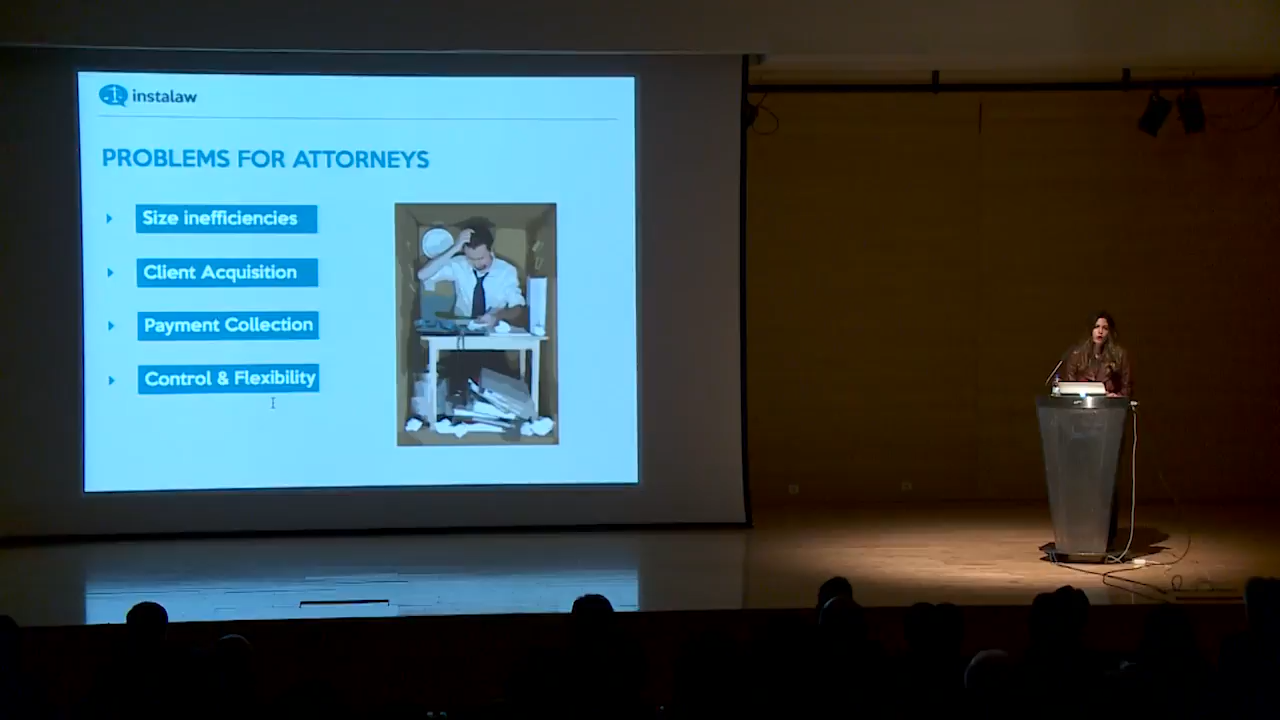 instalaw
PROBLEMS FOR ATTORNEYS
Size inefficiencies
Client Acquisition
Payment Collection
Control & Flexibility